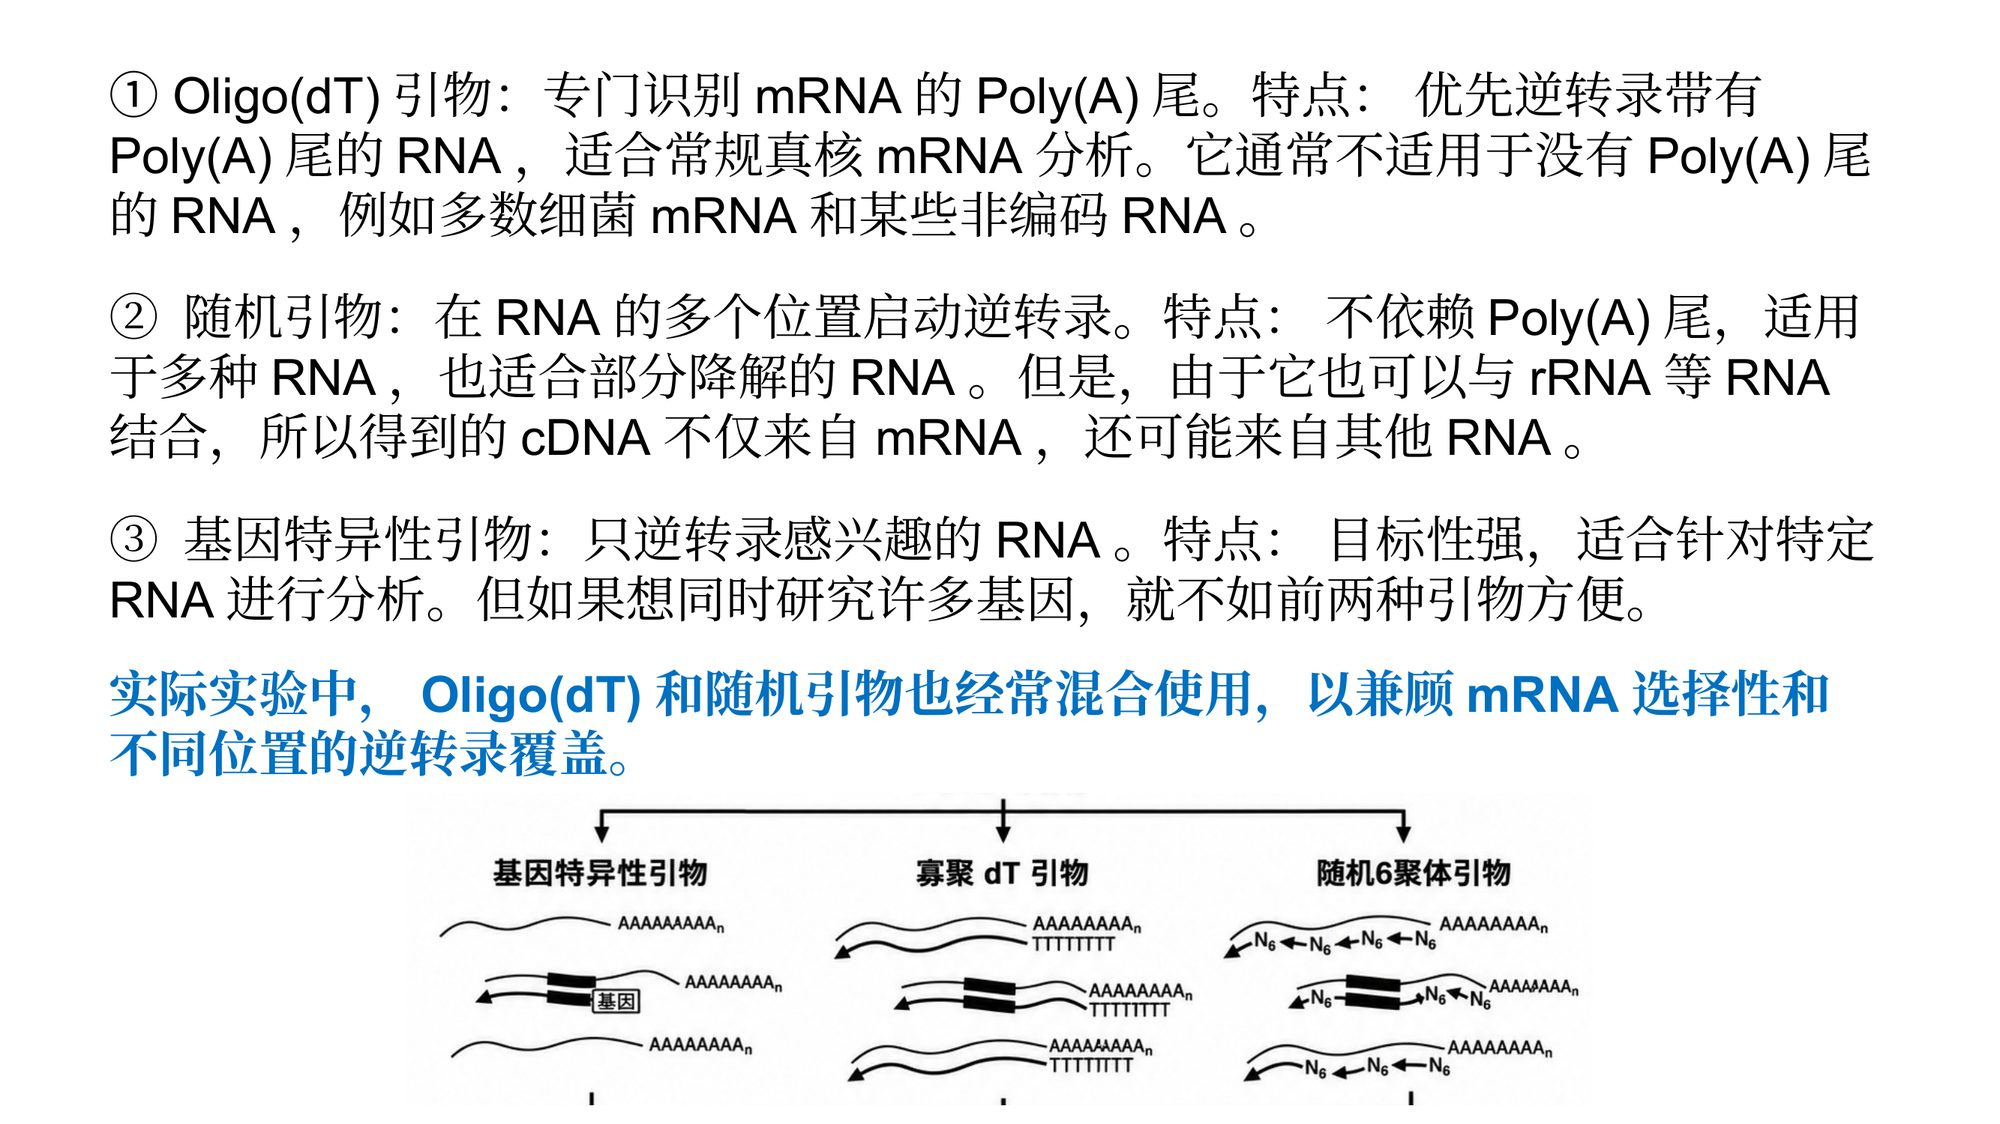 ① Oligo(dT) 引物：专门识别 mRNA 的 Poly(A) 尾。特点： 优先逆转录带有
Poly(A) 尾的 RNA ，适合常规真核 mRNA 分析。它通常不适用于没有 Poly(A) 尾
的 RNA ，例如多数细菌 mRNA 和某些非编码 RNA 。
② 随机引物：在 RNA 的多个位置启动逆转录。特点： 不依赖 Poly(A) 尾，适用
于多种 RNA ，也适合部分降解的 RNA 。但是，由于它也可以与 rRNA 等 RNA
结合，所以得到的 cDNA 不仅来自 mRNA ，还可能来自其他 RNA 。
③ 基因特异性引物：只逆转录感兴趣的 RNA 。特点： 目标性强，适合针对特定
RNA 进行分析。但如果想同时研究许多基因，就不如前两种引物方便。
实际实验中， Oligo(dT) 和随机引物也经常混合使用，以兼顾 mRNA 选择性和
不同位置的逆转录覆盖。
基因特异性引物
AAAAAAAAAn
AAAAAAAAn
基因
AAAAAAAAn
寡聚 dT 引物
AAAAAAAAn
TTTTTTTT
AAAAAAAAn
TTTTTTTT
AAAAAAAAn
TTTTTTTT
随机6聚体引物
AAAAAAAAn
N6 N6 N6 N6
AAAAAAAAn
N6 N6 N6
AAAAAAAAn
N6 N6 N6